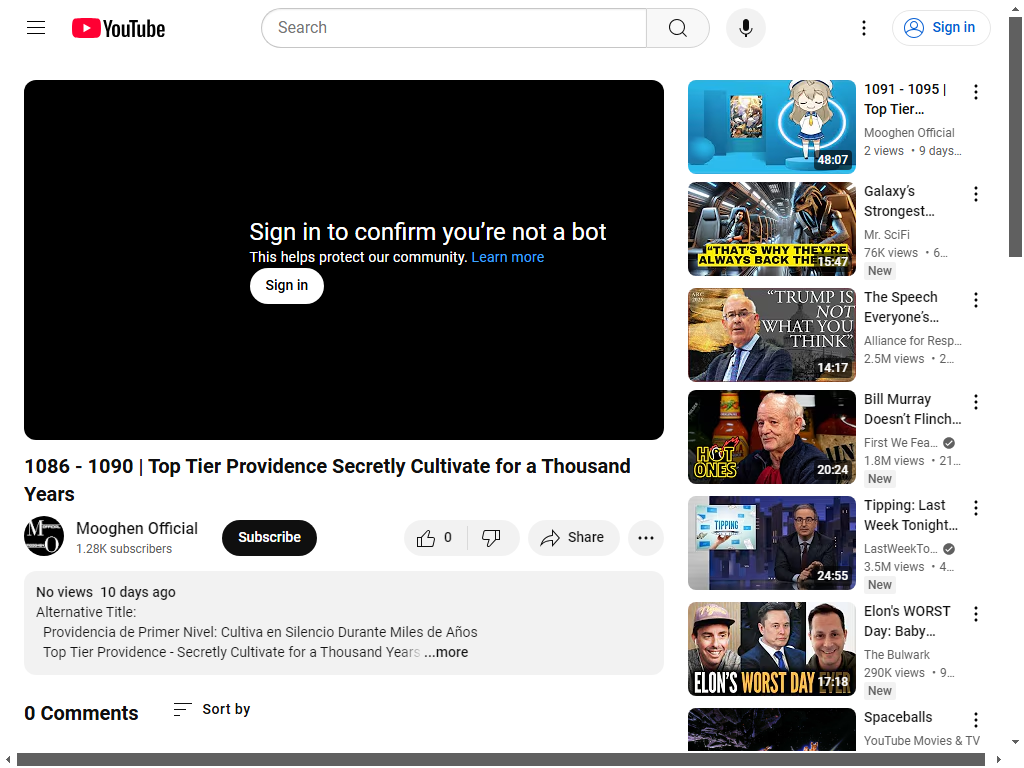 YouTube
Search
Sign in
Sign in to confirm you’re not a bot
This helps protect our community. Learn more
Sign in
1086 - 1090 | Top Tier Providence Secretly Cultivate for a Thousand
Years
Mooghen Official
1.28K subscribers
Subscribe
0
Share
No views 10 days ago
Alternative Title:
Providencia de Primer Nivel: Cultiva en Silencio Durante Miles de Años
Top Tier Providence - Secretly Cultivate for a Thousand Years ...more
0 Comments
Sort by
48:07
1091 - 1095 |
Top Tier...
Mooghen Official
2 views • 9 days...
"THAT'S WHY THEY'RE
ALWAYS BACK THE
15:47
Galaxy's
Strongest...
Mr. SciFi
76K views • 6...
New
ARC
2025
"TRUMP IS
NOT
WHAT YOU
THINK"
14:17
The Speech
Everyone's...
Alliance for Resp...
2.5M views • 2...
HOT
ONES
20:24
Bill Murray
Doesn't Flinch...
First We Fea...
1.8M views • 21...
New
TIPPING
24:55
Tipping: Last
Week Tonight...
LastWeekTo...
3.5M views • 4...
New
ELON'S WORST DAY EVER
17:18
Elon's WORST
Day: Baby...
The Bulwark
290K views • 9...
New
Spaceballs
YouTube Movies & TV